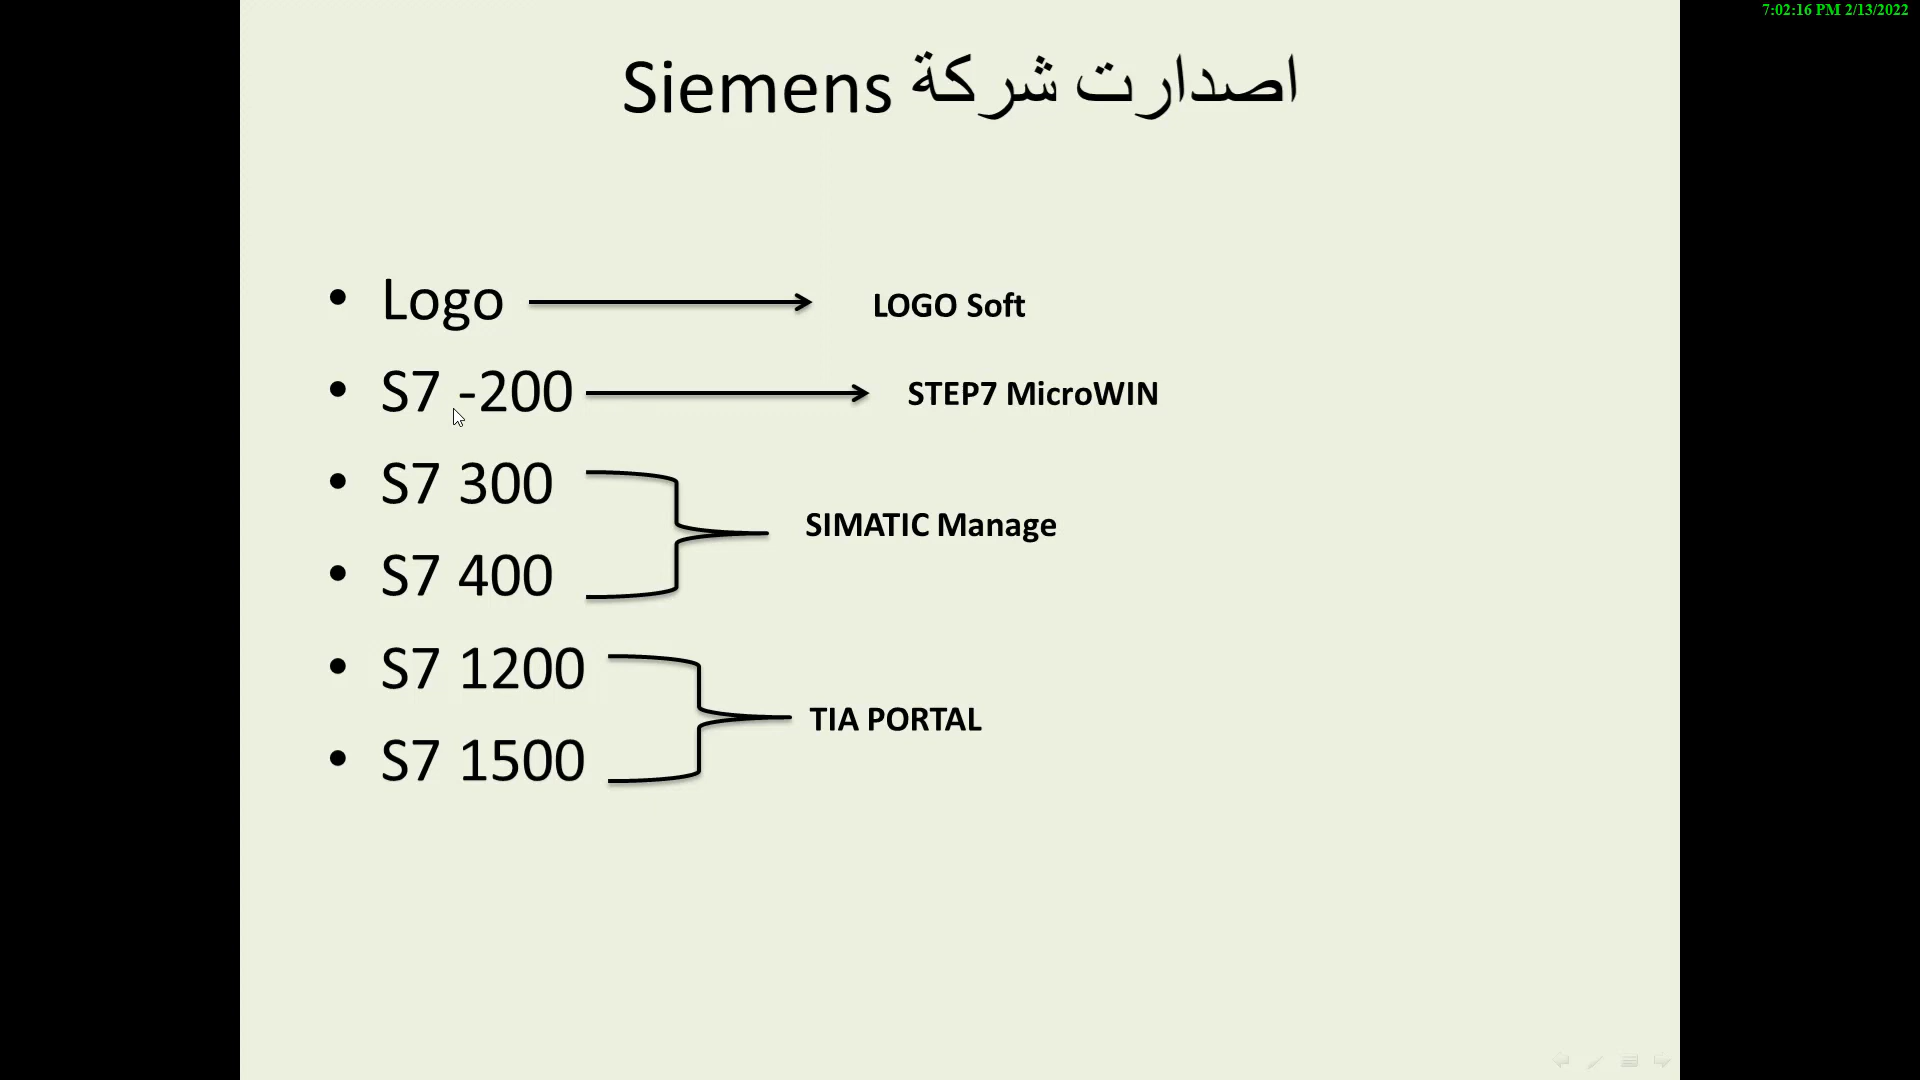 7:02:16 PM 2/13/2022
اصدارت شركة Siemens
• Logo LOGO Soft
• S7 -200 STEP7 MicroWIN
• S7 300
SIMATIC Manage
• S7 400
• S7 1200
TIA PORTAL
• S7 1500